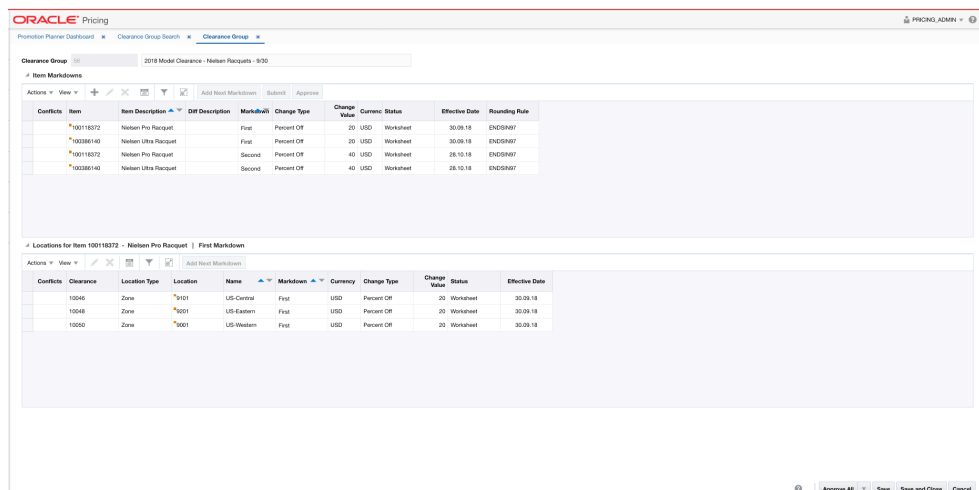 ORACLE® Pricing
PRICING_ADMIN
Promotion Planner Dashboard Clearance Group Search Clearance Group
Clearance Group 2018 Model Clearance - Nielsen Racquets - 9/30
Item Markdowns
Actions View Add Next Markdown Submit Approve
Conflicts Item Item Description Diff Description Markdown Change Type Change Value Currenc Status Effective Date Rounding Rule
100118372 Nielsen Pro Racquet First Percent Off 20 USD Worksheet 30.09.18 ENDSIN97
100386140 Nielsen Ultra Racquet First Percent Off 20 USD Worksheet 30.09.18 ENDSIN97
100118372 Nielsen Pro Racquet Second Percent Off 40 USD Worksheet 28.10.18 ENDSIN97
100386140 Nielsen Ultra Racquet Second Percent Off 40 USD Worksheet 28.10.18 ENDSIN97
Locations for Item 100118372 - Nielsen Pro Racquet | First Markdown
Actions View Add Next Markdown
Conflicts Clearance Location Type Location Name Markdown Currency Change Type Change Value Status Effective Date
10046 Zone 9101 US-Central First USD Percent Off 20 Worksheet 30.09.18
10048 Zone 9201 US-Eastern First USD Percent Off 20 Worksheet 30.09.18
10050 Zone 9001 US-Western First USD Percent Off 20 Worksheet 30.09.18
Approve All Save Save and Close Cancel